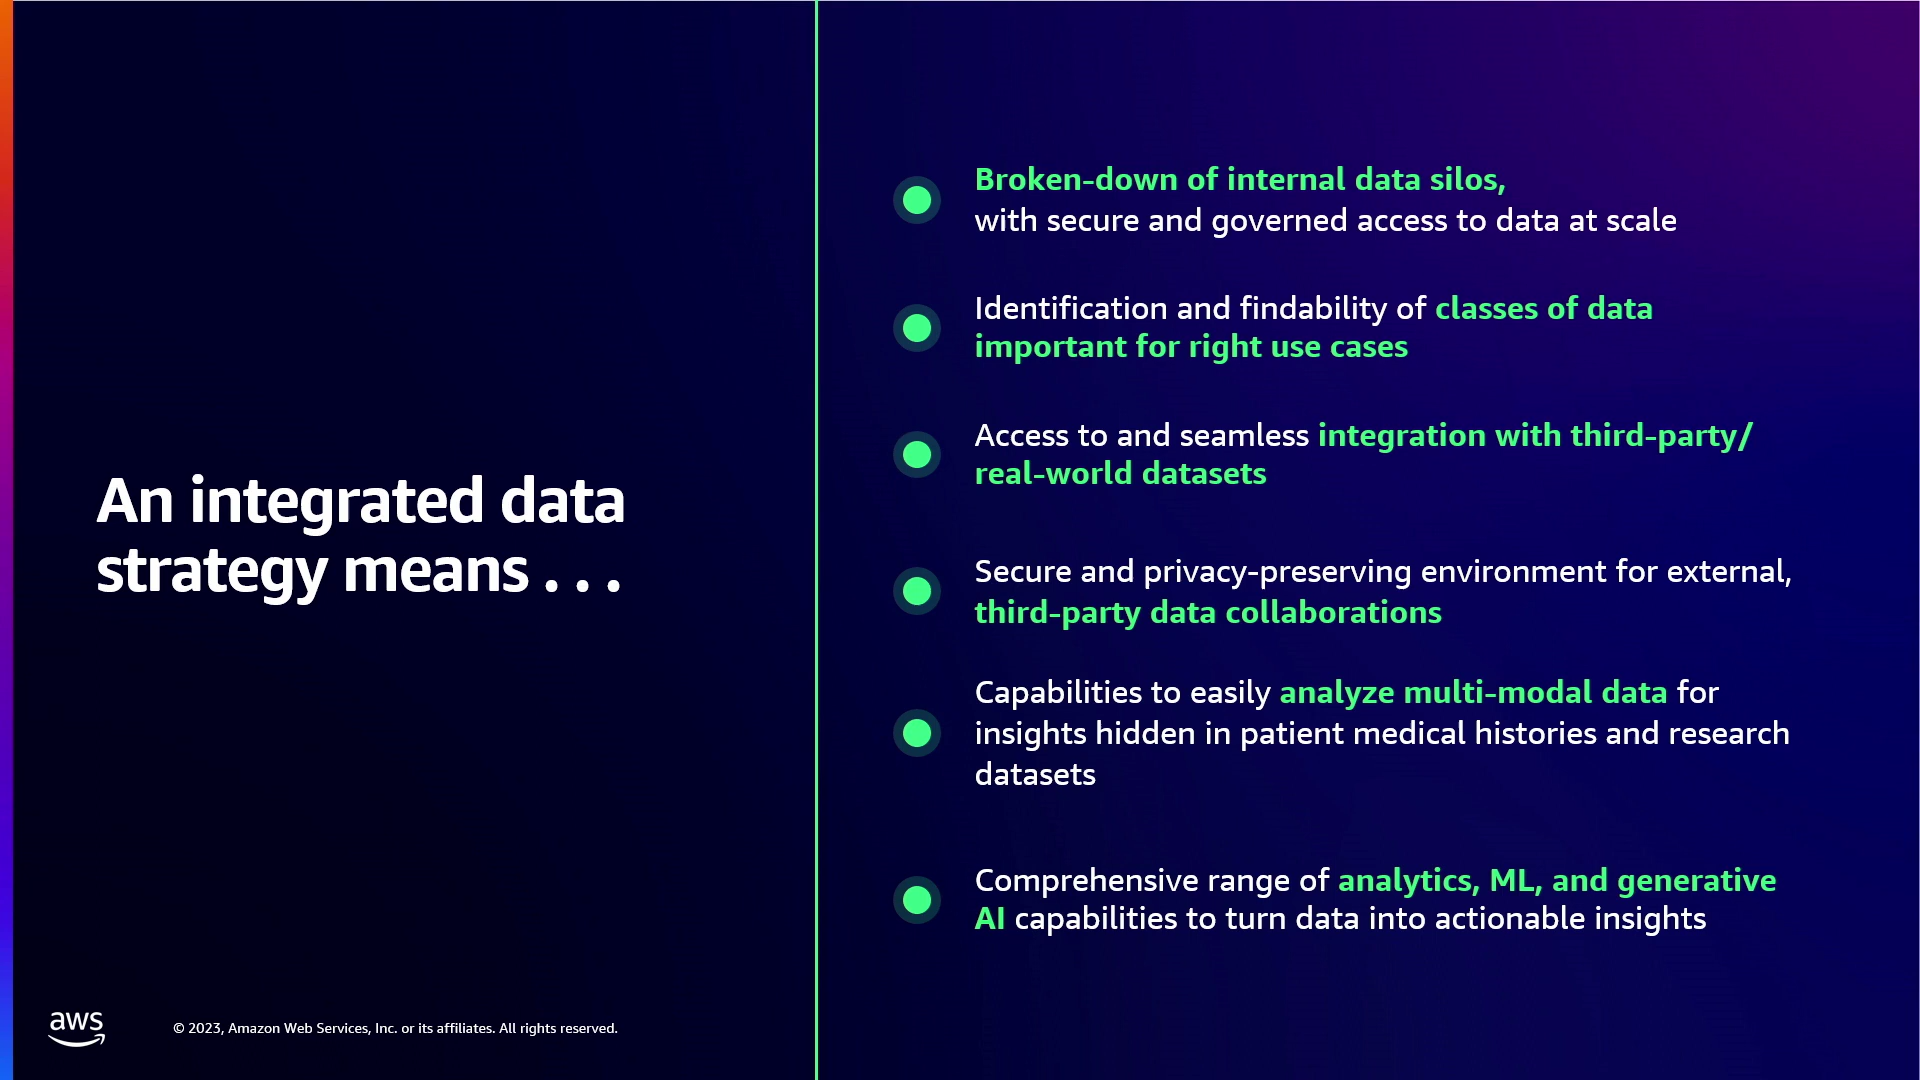 An integrated data
strategy means . . .
Broken-down of internal data silos,
with secure and governed access to data at scale
Identification and findability of classes of data
important for right use cases
Access to and seamless integration with third-party/
real-world datasets
Secure and privacy-preserving environment for external,
third-party data collaborations
Capabilities to easily analyze multi-modal data for
insights hidden in patient medical histories and research
datasets
Comprehensive range of analytics, ML, and generative
AI capabilities to turn data into actionable insights
aws
© 2023, Amazon Web Services, Inc. or its affiliates. All rights reserved.